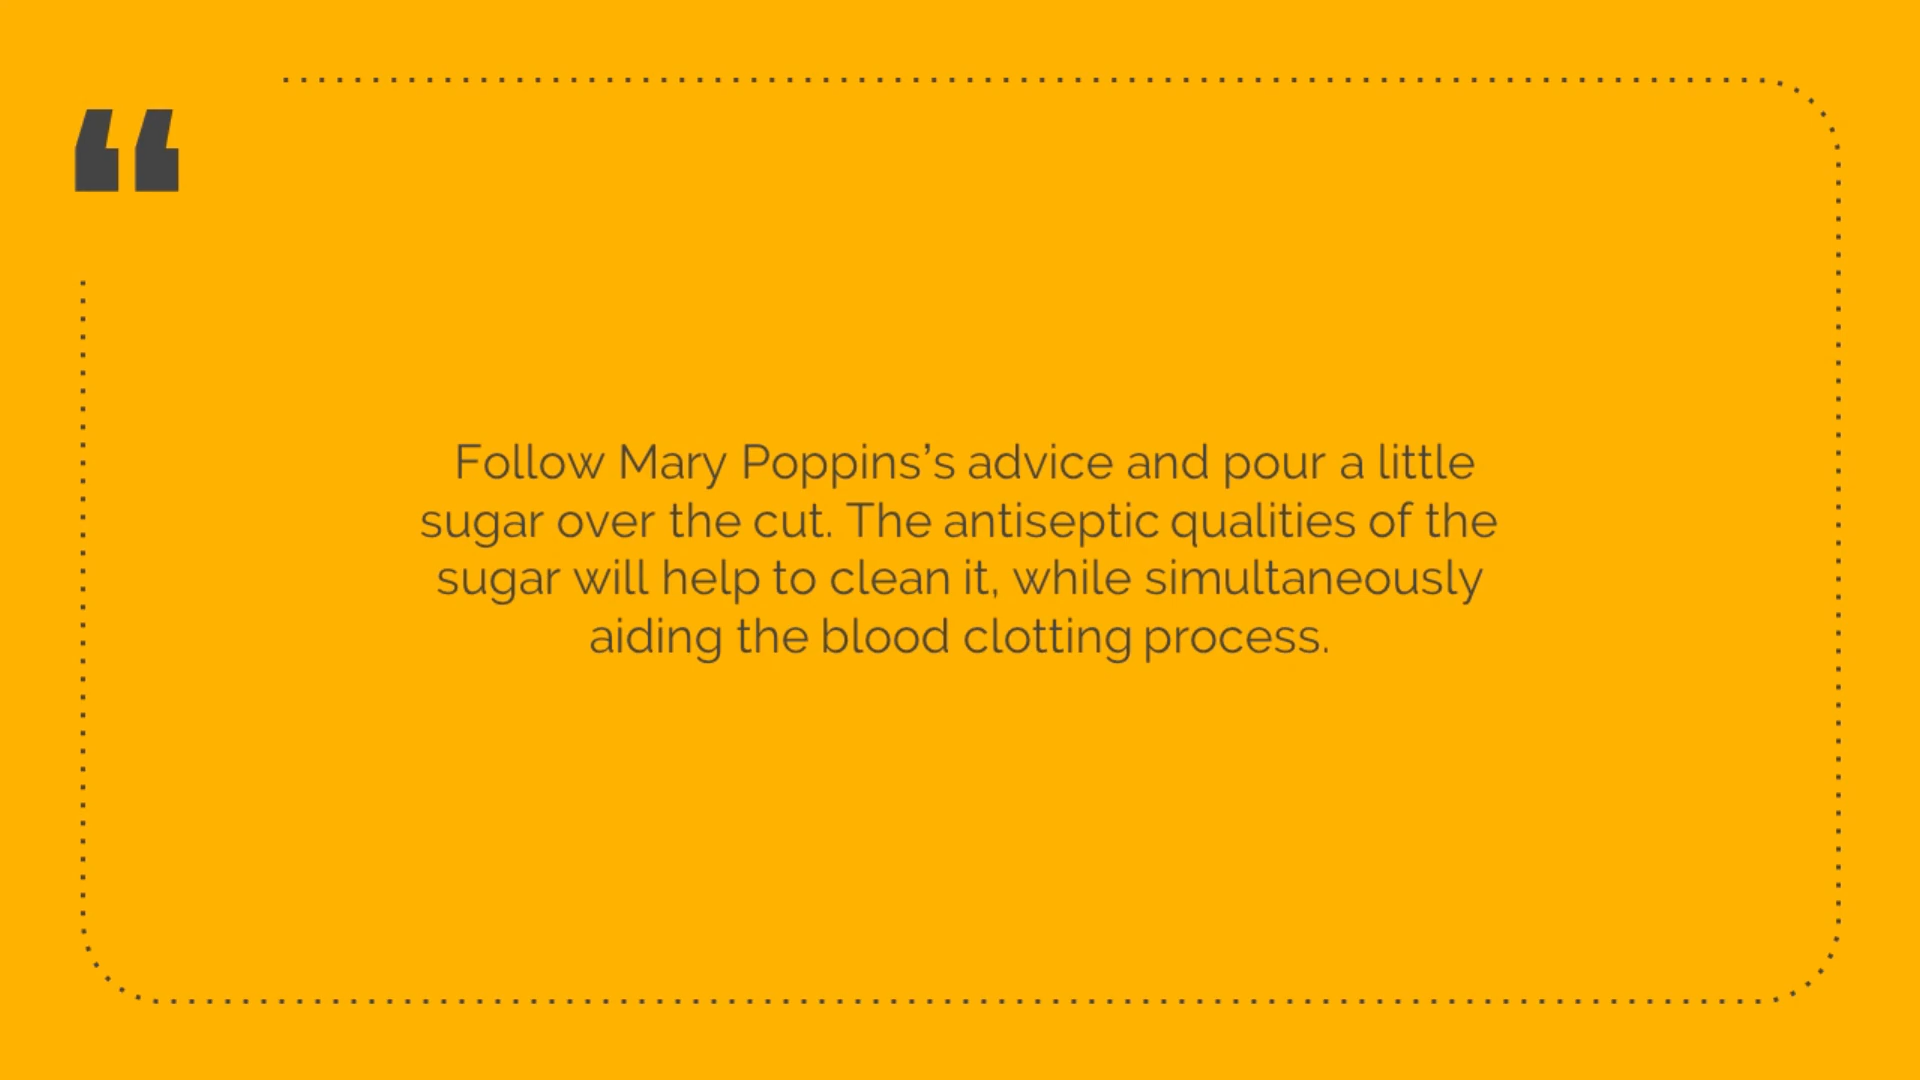 “
Follow Mary Poppins’s advice and pour a little
sugar over the cut. The antiseptic qualities of the
sugar will help to clean it, while simultaneously
aiding the blood clotting process.